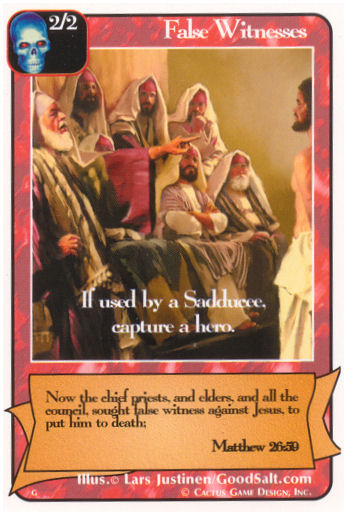 2/2
False Witnesses
If used by a Sadducee,
capture a hero.
Now the chief priests, and elders, and all the
council, sought false witness against Jesus, to
put him to death;
Matthew 26:59
Illus.© Lars Justinen/GoodSalt.com
G
© Cactus Game Design, Inc.